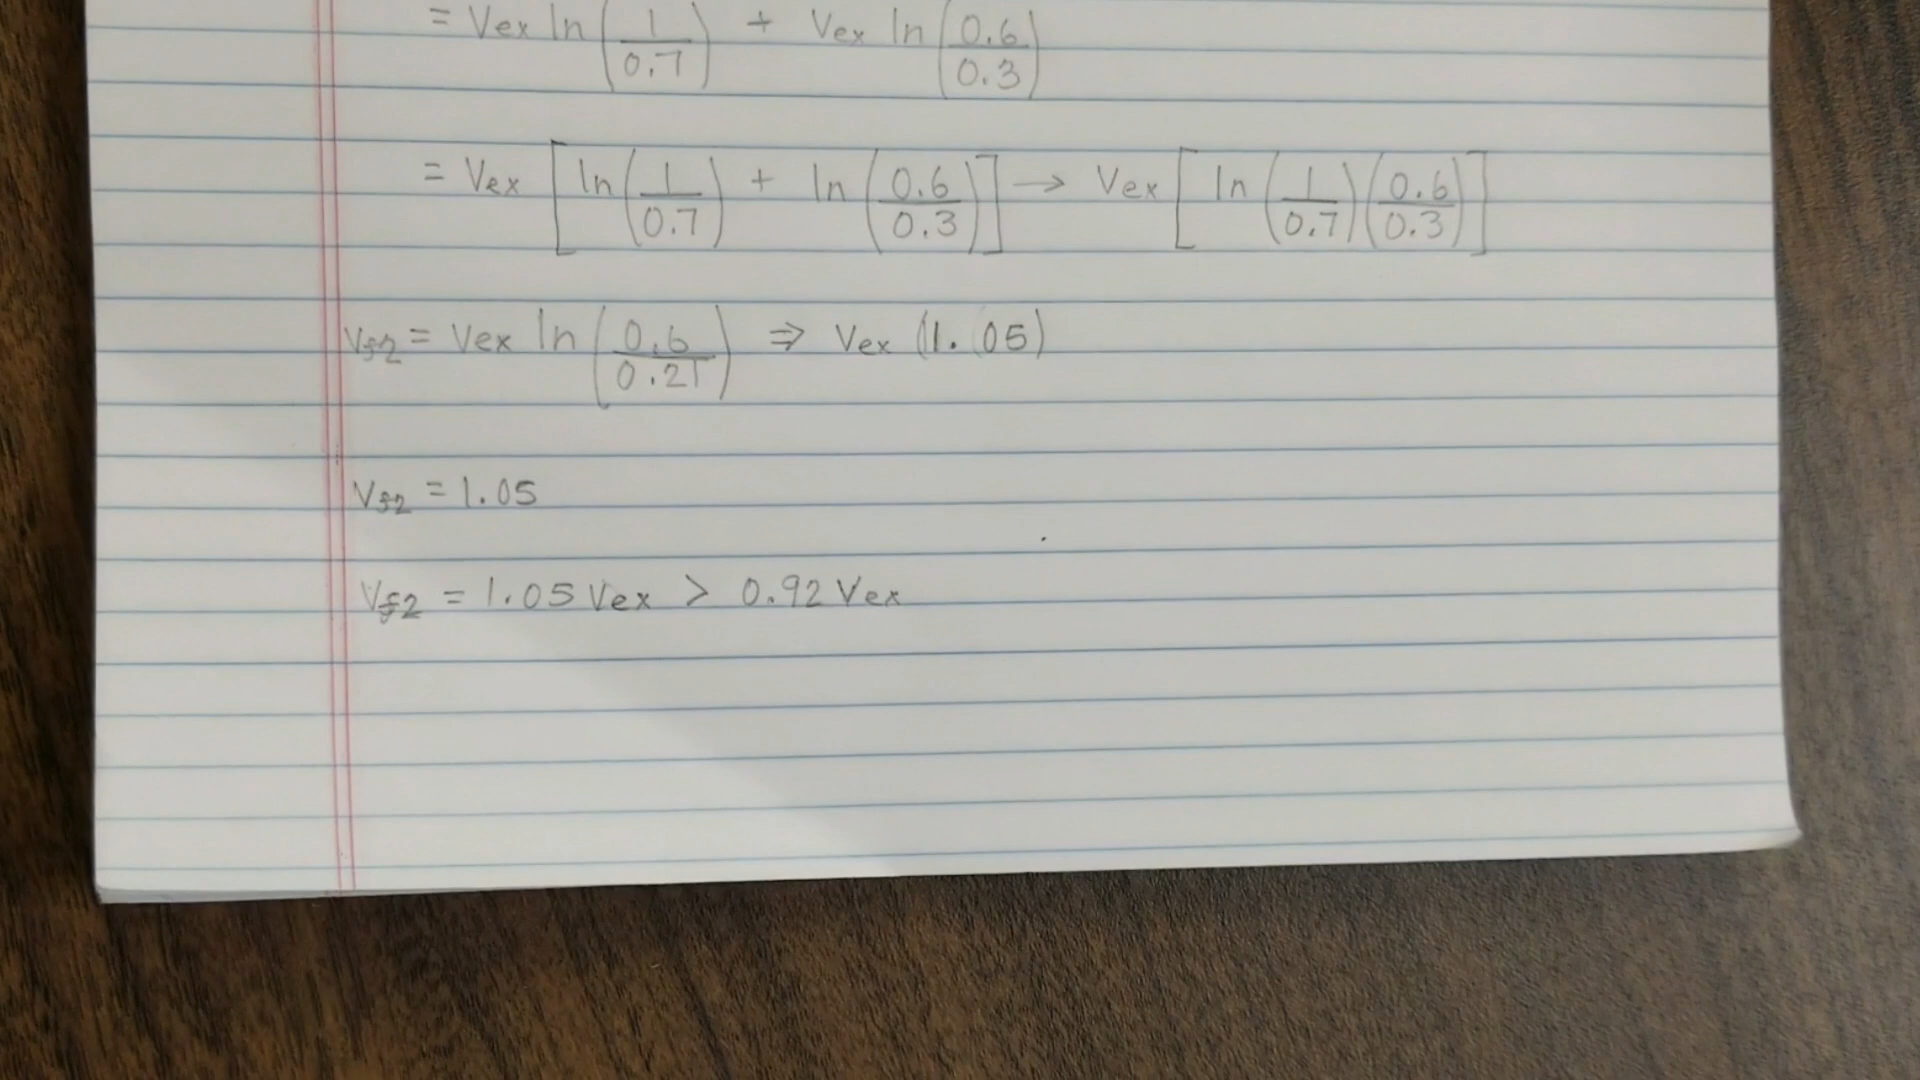 = Vex ln(1/0.7) + Vex ln(0.6/0.3)
= Vex [ln(1/0.7) + ln(0.6/0.3)] → Vex [ln(1/0.7)(0.6/0.3)]
Vf2 = Vex ln(0.6/0.21) ⇒ Vex (1.05)
Vf2 = 1.05
Vf2 = 1.05 Vex > 0.92 Vex